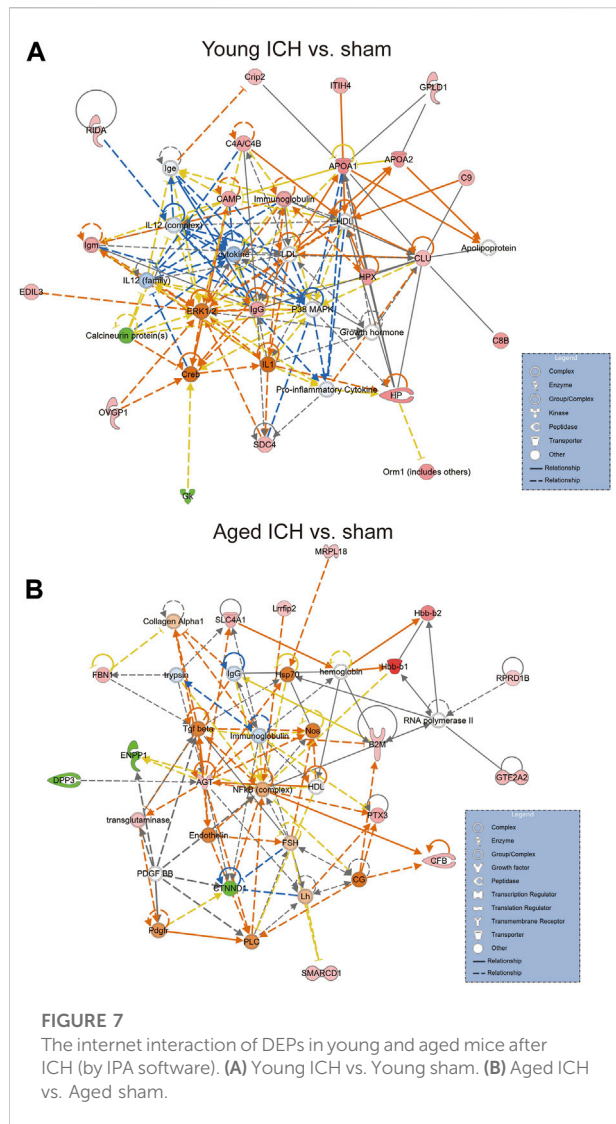 A
Young ICH vs. sham
Crip2
ITIH4
GPLD1
RIDA
C4A/C4B
APOA1
APOA2
Ige
C9
CAMP
Immunoglobulin
IL12 (complex)
HDL
Igm
cytokine
LDL
CLU
Apolipoprotein
IL12 (family)
HPX
EDIL3
ERK1/2
IgG
P38 MAPK
Calcineurin protein(s)
Growth hormone
C8B
Creb
IL1
Pro-inflammatory Cytokine
HP
OVGP1
SDC4
Orm1 (includes others)
Gk
Legend
Complex
Enzyme
Group/Complex
Kinase
Peptidase
Transporter
Other
Relationship
Relationship
Aged ICH vs. sham
B
MRPL18
Collagen Alpha1
SLC4A1
Lrrfip2
Hbb-b2
FBN1
trypsin
IgG
Hsp70
hemoglobin
Hbb-b1
RPRD1B
Tgf beta
Immunoglobulin
Nos
B2M
RNA polymerase II
ENPP1
DPP3
AGT
NFkB (complex)
HDL
GTF2A2
transglutaminase
PTX3
Endothelin
FSH
CFB
PDGF BB
CTNND1
Lh
CG
Pdgfr
PLC
SMARCD1
Legend
Complex
Enzyme
Group/Complex
Growth factor
Peptidase
Transcription Regulator
Translation Regulator
Transmembrane Receptor
Transporter
Other
Relationship
Relationship
FIGURE 7
The internet interaction of DEPs in young and aged mice after
ICH (by IPA software). (A) Young ICH vs. Young sham. (B) Aged ICH
vs. Aged sham.